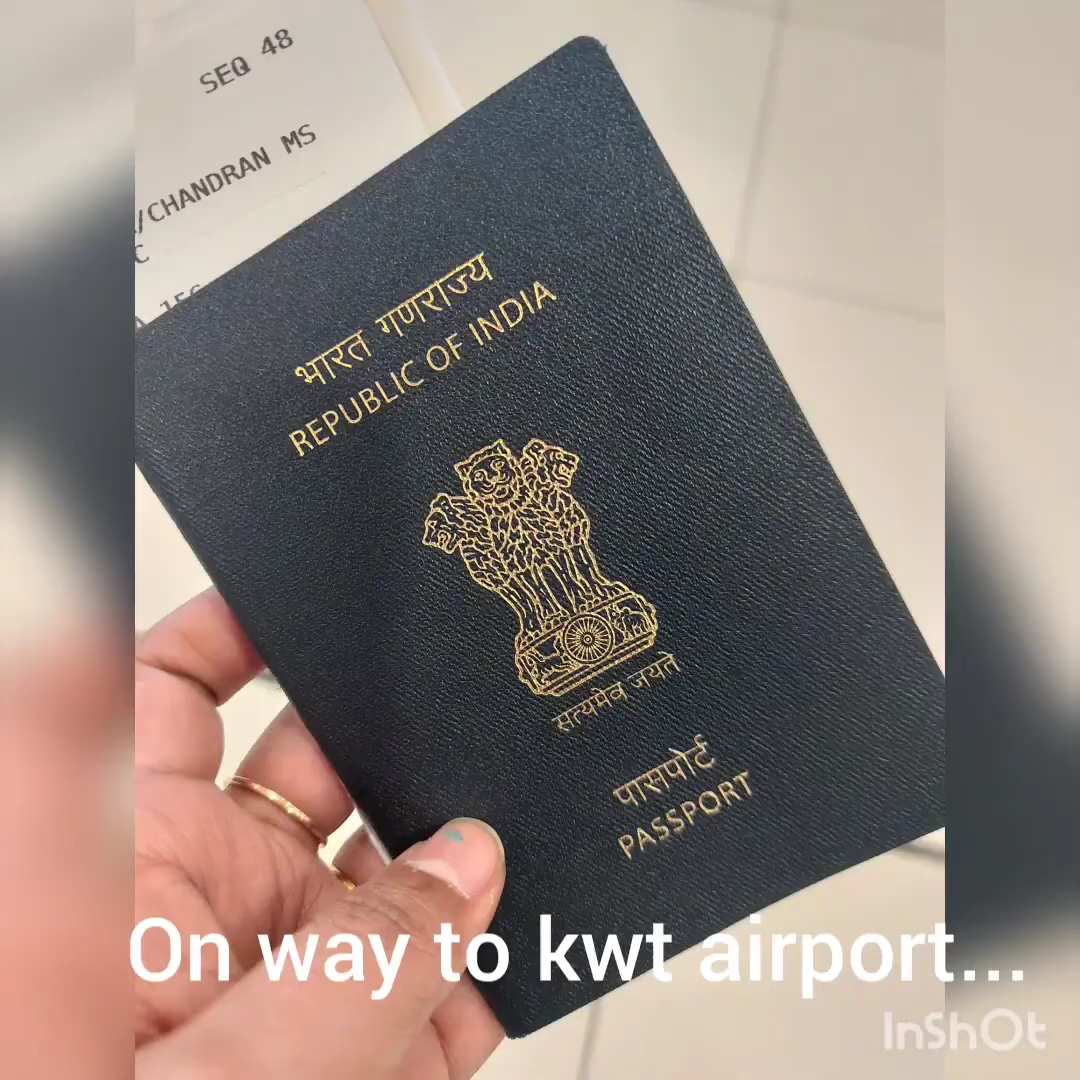 SEQ 48
/CHANDRAN MS
C
भारत गणराज्य
REPUBLIC OF INDIA
सत्यमेव जयते
पासपोर्ट
PASSPORT
On way to kwt airport...
InShOt